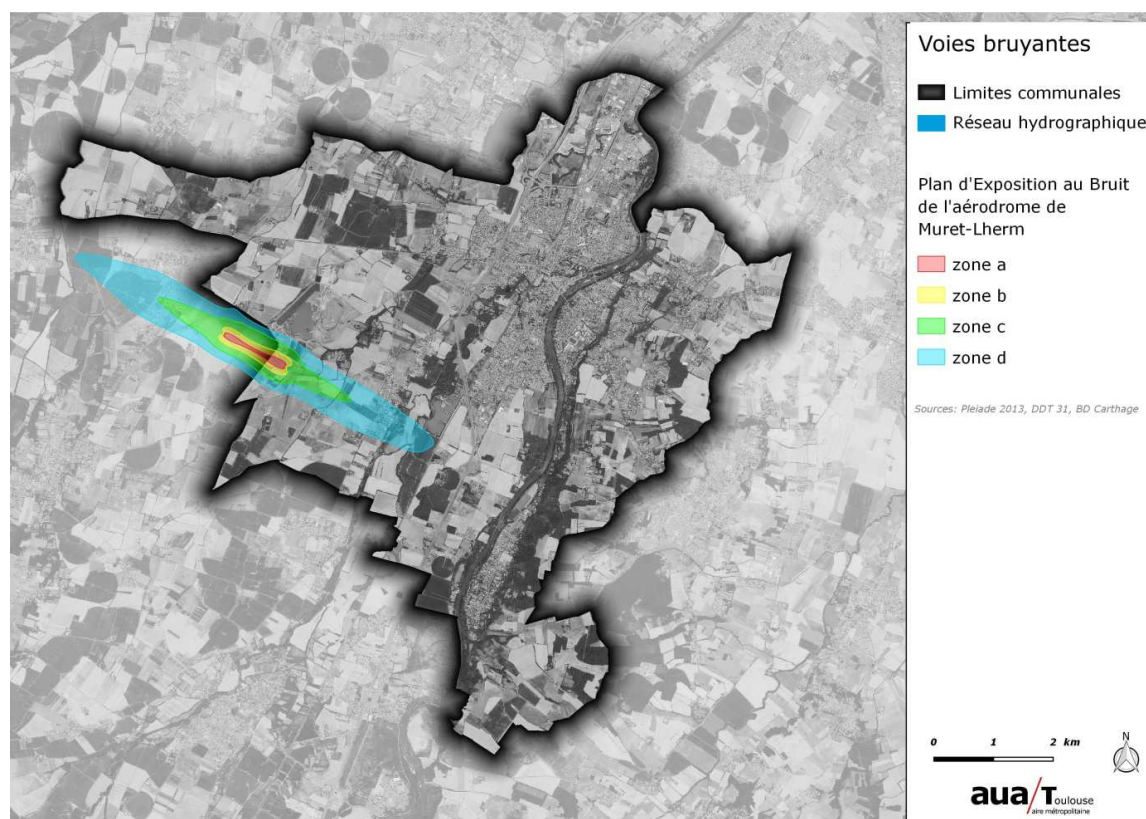 Voies bruyantes
Limites communales
Réseau hydrographique
Plan d'Exposition au Bruit
de l'aérodrome de
Muret-Lherm
zone a
zone b
zone c
zone d
Sources: Pleiade 2013, DDT 31, BD Carthage
0 1 2 km
N
aua/Toulouse
aire métropolitaine